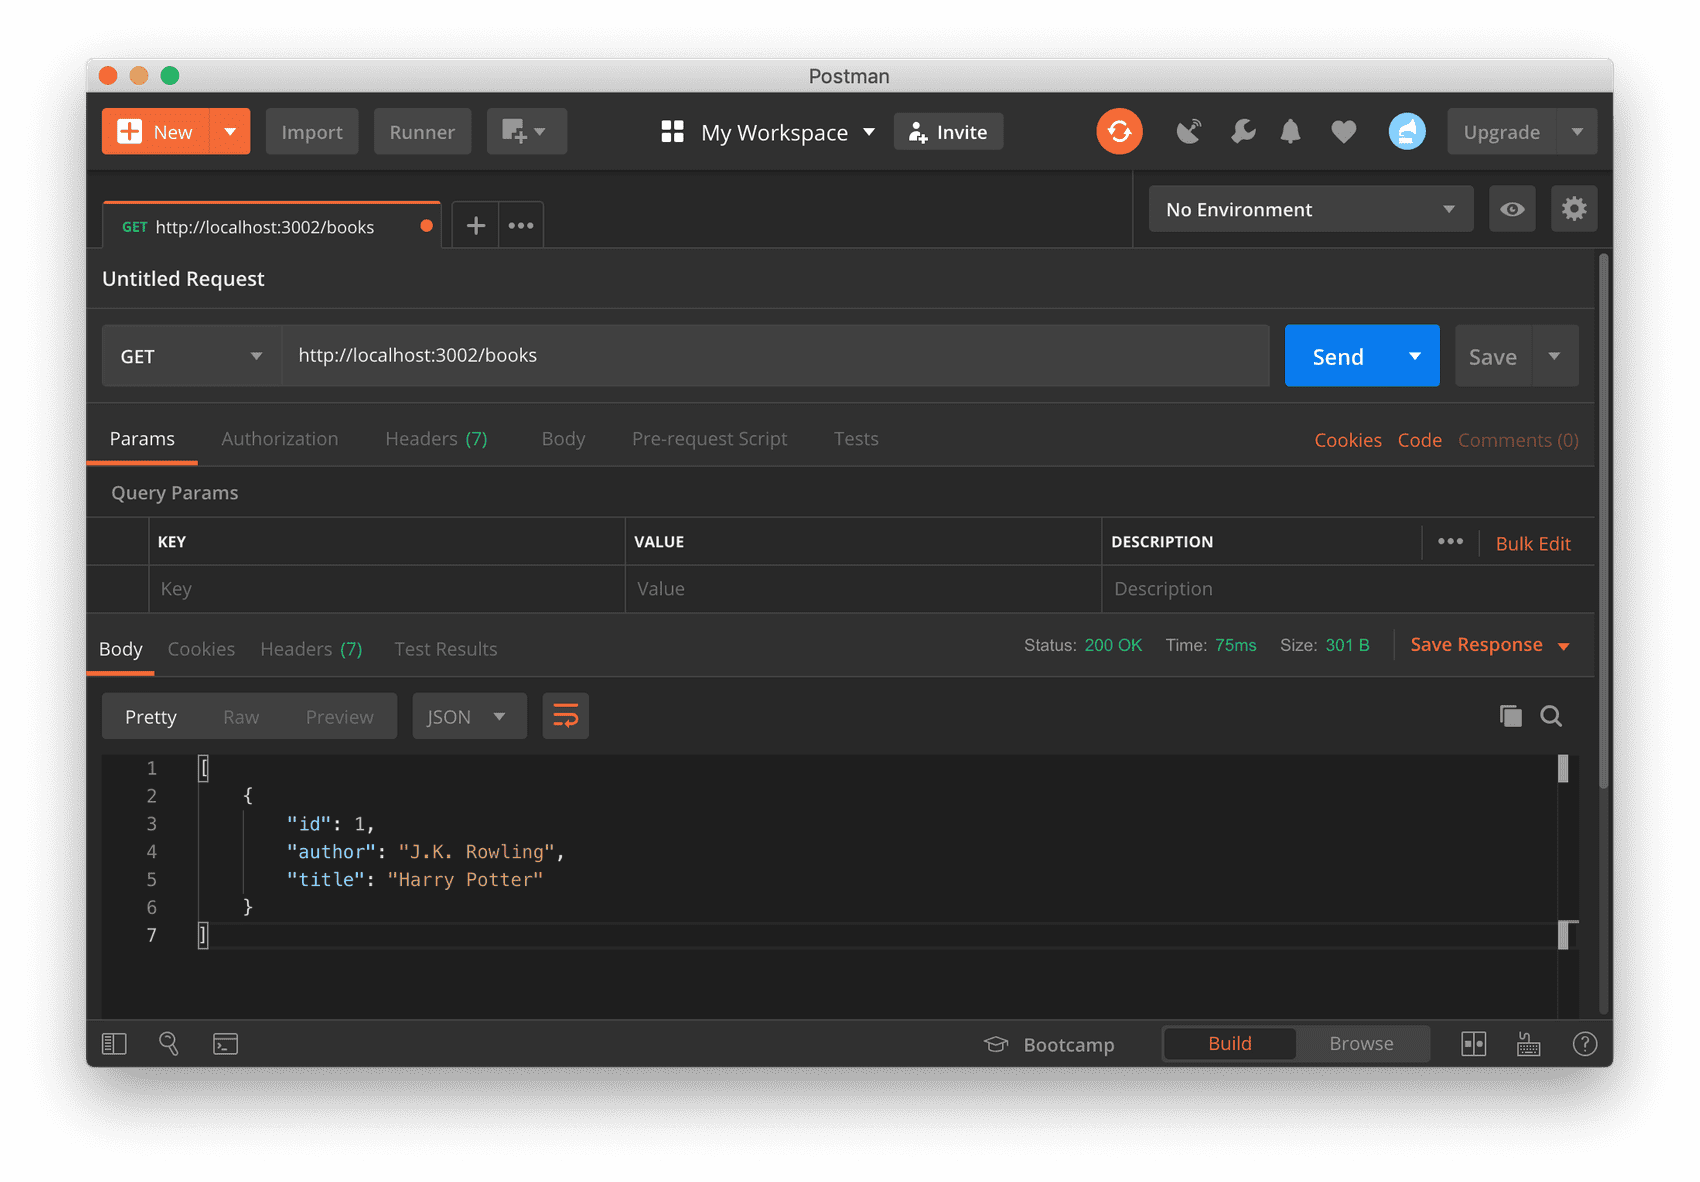 Postman
New Import Runner My Workspace Invite Upgrade
GET http://localhost:3002/books No Environment
Untitled Request
GET http://localhost:3002/books Send Save
Params Authorization Headers (7) Body Pre-request Script Tests Cookies Code Comments (0)
Query Params
KEY VALUE DESCRIPTION Bulk Edit
Key Value Description
Body Cookies Headers (7) Test Results Status: 200 OK Time: 75ms Size: 301 B Save Response
Pretty Raw Preview JSON
1 [
2 {
3 "id": 1,
4 "author": "J.K. Rowling",
5 "title": "Harry Potter"
6 }
7 ]
Bootcamp Build Browse